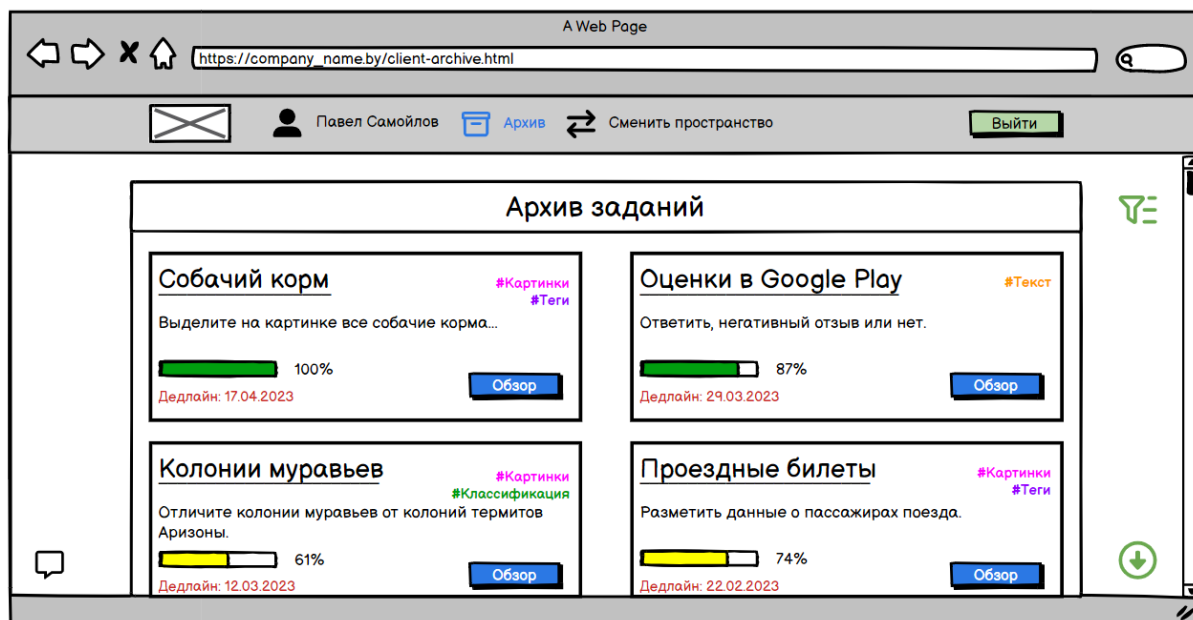 A Web Page
https://company_name.by/client-archive.html
Павел Самойлов
Архив
Сменить пространство
Выйти
Архив заданий
Собачий корм
#Картинки
#Теги
Выделите на картинке все собачие корма...
100%
Обзор
Дедлайн: 17.04.2023
Оценки в Google Play
#Текст
Ответить, негативный отзыв или нет.
87%
Обзор
Дедлайн: 29.03.2023
Колонии муравьев
#Картинки
#Классификация
Отличите колонии муравьев от колоний термитов
Аризоны.
61%
Обзор
Дедлайн: 12.03.2023
Проездные билеты
#Картинки
#Теги
Разметить данные о пассажирах поезда.
74%
Обзор
Дедлайн: 22.02.2023